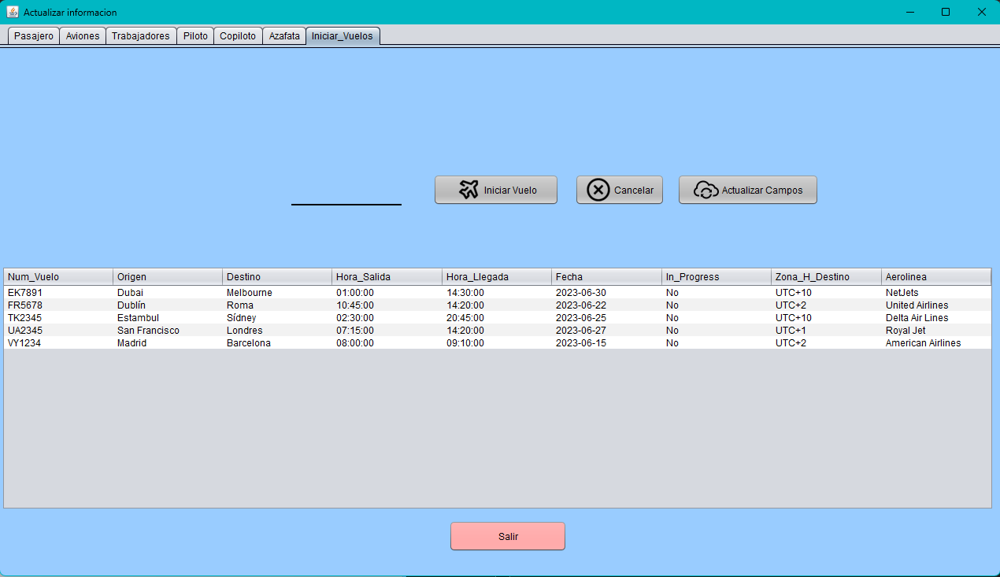 Actualizar informacion
Pasajero Aviones Trabajadores Piloto Copiloto Azafata Iniciar_Vuelos
Iniciar Vuelo Cancelar Actualizar Campos
Num_Vuelo Origen Destino Hora_Salida Hora_Llegada Fecha In_Progress Zona_H_Destino Aerolinea
EK7891 Dubai Melbourne 01:00:00 14:30:00 2023-06-30 No UTC+10 NetJets
FR5678 Dublín Roma 10:45:00 14:20:00 2023-06-22 No UTC+2 United Airlines
TK2345 Estambul Sídney 02:30:00 20:45:00 2023-06-25 No UTC+10 Delta Air Lines
UA2345 San Francisco Londres 07:15:00 14:20:00 2023-06-27 No UTC+1 Royal Jet
VY1234 Madrid Barcelona 08:00:00 09:10:00 2023-06-15 No UTC+2 American Airlines
Salir